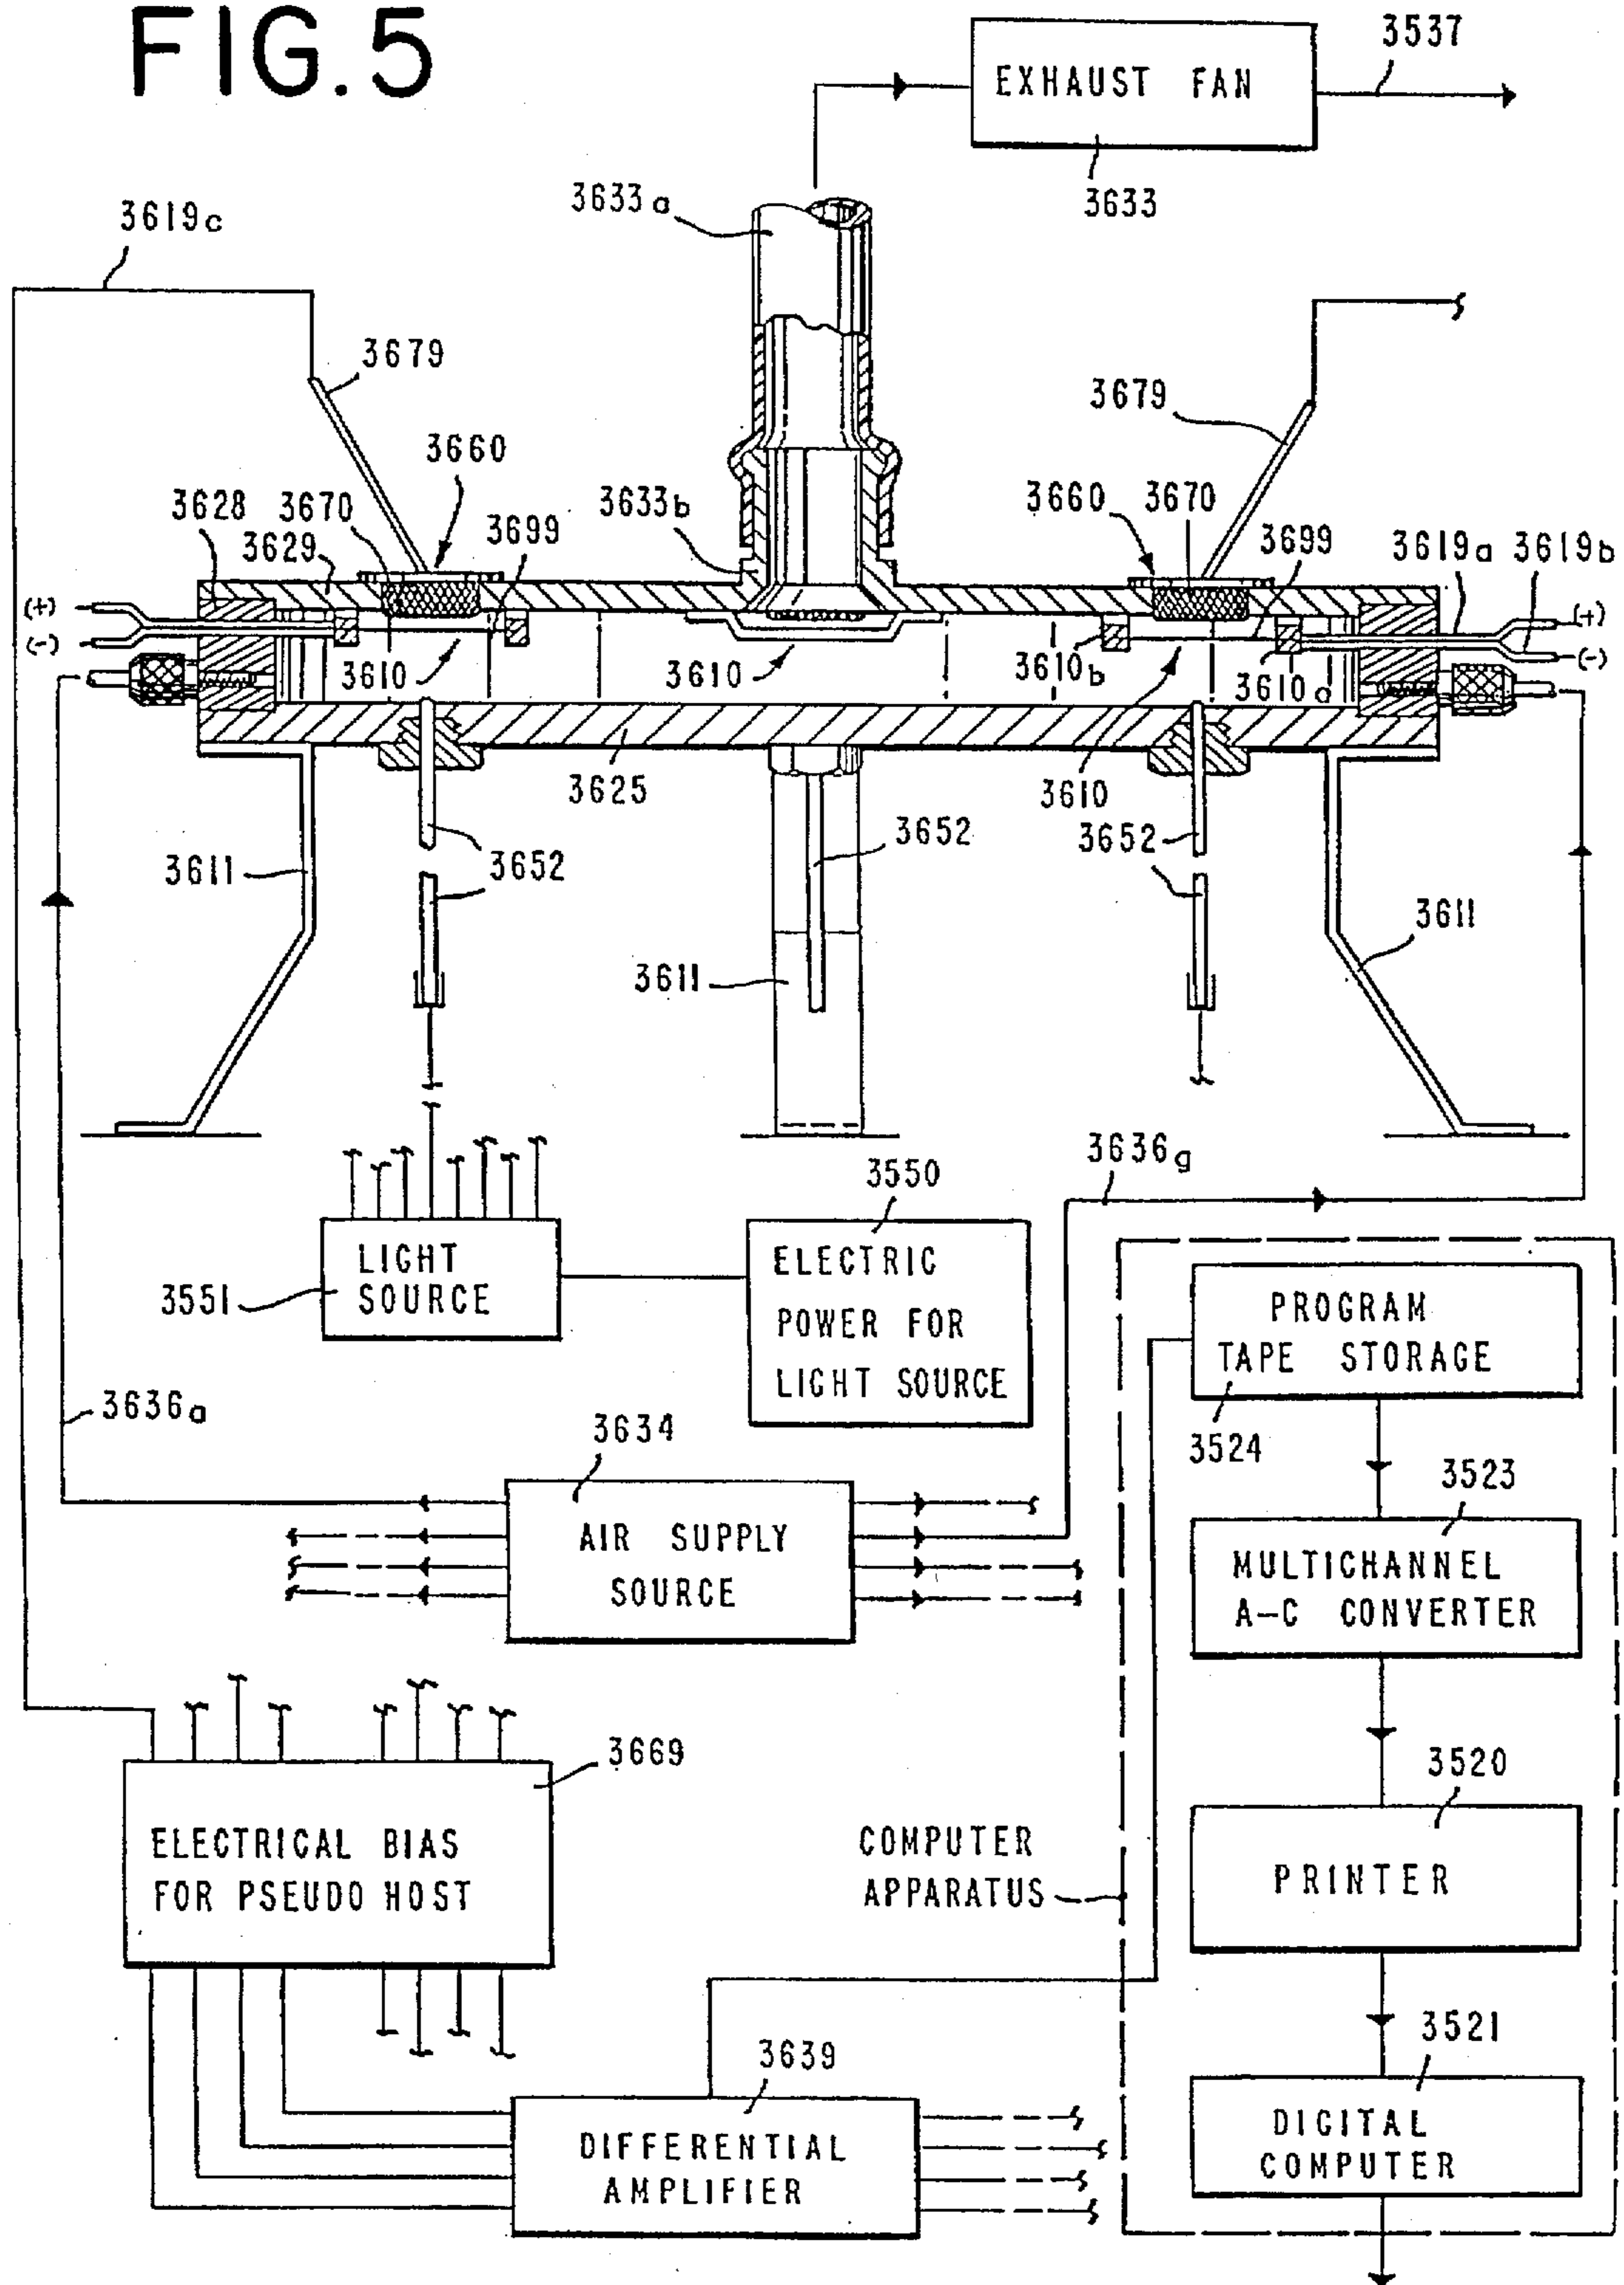 FIG.5
EXHAUST FAN
3537
3633
3633a
3619c
3679
3679
3660
3628
3670
3629
3699
3633b
3660
3670
3699
3619a
3619b
(+)
(-)
(+)
(-)
3610
3610
3610b
3610a
3625
3610
3652
3652
3652
3611
3611
3611
3636g
3550
LIGHT
SOURCE
3551
ELECTRIC
POWER FOR
LIGHT SOURCE
PROGRAM
TAPE STORAGE
3524
3636a
3634
AIR SUPPLY
SOURCE
3523
MULTICHANNEL
A-C CONVERTER
3669
ELECTRICAL BIAS
FOR PSEUDO HOST
COMPUTER
APPARATUS
3520
PRINTER
3639
DIFFERENTIAL
AMPLIFIER
3521
DIGITAL
COMPUTER